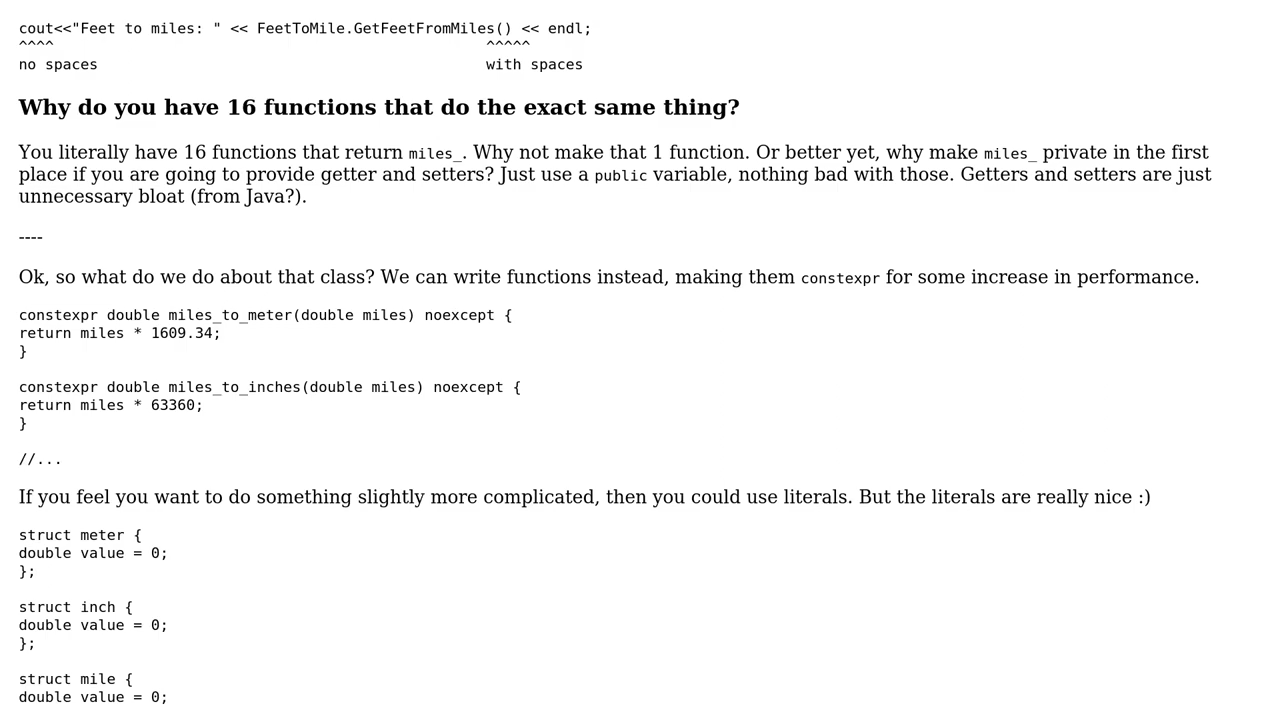 cout<<"Feet to miles: " << FeetToMile.GetFeetFromMiles() << endl;
^^^^                                                 ^^^^^
no spaces                                            with spaces
Why do you have 16 functions that do the exact same thing?
You literally have 16 functions that return miles_. Why not make that 1 function. Or better yet, why make miles_ private in the first
place if you are going to provide getter and setters? Just use a public variable, nothing bad with those. Getters and setters are just
unnecessary bloat (from Java?).
----
Ok, so what do we do about that class? We can write functions instead, making them constexpr for some increase in performance.
constexpr double miles_to_meter(double miles) noexcept {
return miles * 1609.34;
}
constexpr double miles_to_inches(double miles) noexcept {
return miles * 63360;
}
//...
If you feel you want to do something slightly more complicated, then you could use literals. But the literals are really nice :)
struct meter {
double value = 0;
};
struct inch {
double value = 0;
};
struct mile {
double value = 0;